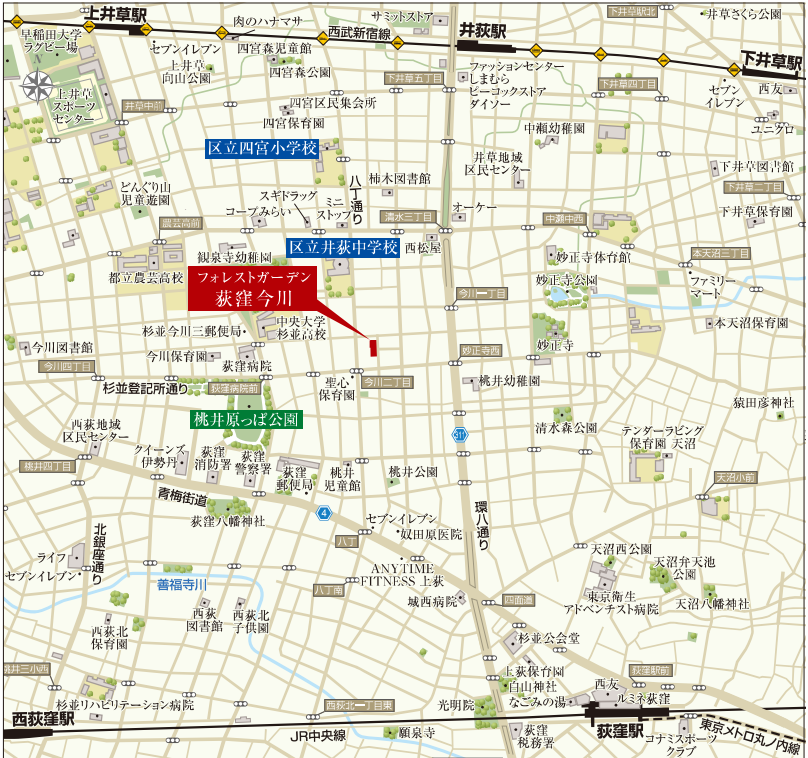 上井草駅
肉のハナマサ
サミットストア
西武新宿線
井荻駅
下井草駅北
井草さくら公園
早稲田大学
ラグビー場
セブンイレブン
四宮森児童館
四宮森公園
上井草
向山公園
N
上井草
スポーツ
センター
井草中前
下井草五丁目
ファッションセンター
しまむら
ピーコックストア
ダイソー
下井草駅
下井草四丁目
セブン
イレブン
西友
ユニクロ
四宮区民集会所
四宮保育園
区立四宮小学校
中瀬幼稚園
井草地域
区民センター
下井草図書館
下井草二丁目
下井草保育園
どんぐり山
児童遊園
八丁通り
柿木図書館
スギドラッグ
コープみらい
ミニ
ストップ
農芸高前
清水三丁目
オーケー
中瀬中西
区立井荻中学校
西松屋
観泉寺幼稚園
都立農芸高校
妙正寺体育館
本天沼三丁目
妙正寺公園
ファミリー
マート
フォレストガーデン
荻窪今川
今川一丁目
杉並今川三郵便局
中央大学
杉並高校
今川図書館
今川保育園
荻窪病院
妙正寺西
妙正寺
本天沼保育園
今川四丁目
杉並登記所通り
荻窪病院前
聖心
保育園
今川二丁目
桃井幼稚園
桃井原っぱ公園
猿田彦神社
西荻地域
区民センター
311
清水森公園
テンダーラビング
保育園 天沼
クイーンズ
伊勢丹
荻窪
消防署
荻窪
警察署
桃井四丁目
荻窪
郵便局
桃井
児童館
桃井公園
天沼小前
青梅街道
荻窪八幡神社
4
環八通り
セブンイレブン
奴田原医院
八丁
北銀座通り
ライフ
セブンイレブン
善福寺川
ANYTIME
FITNESS 上荻
八丁南
天沼西公園
天沼弁天池
公園
東京衛生
アドベンチスト病院
天沼八幡神社
城西病院
四面道
西荻
図書館
西荻北
子供園
西荻北
保育園
杉並公会堂
桃井三小西
上荻保育園
白山神社
なごみの湯
荻窪駅前
西友
ルミネ荻窪
杉並リハビリテーション病院
西荻北一丁目東
光明院
西荻窪駅
JR中央線
願泉寺
荻窪
税務署
荻窪駅
コナミスポーツ
クラブ
東京メトロ丸ノ内線